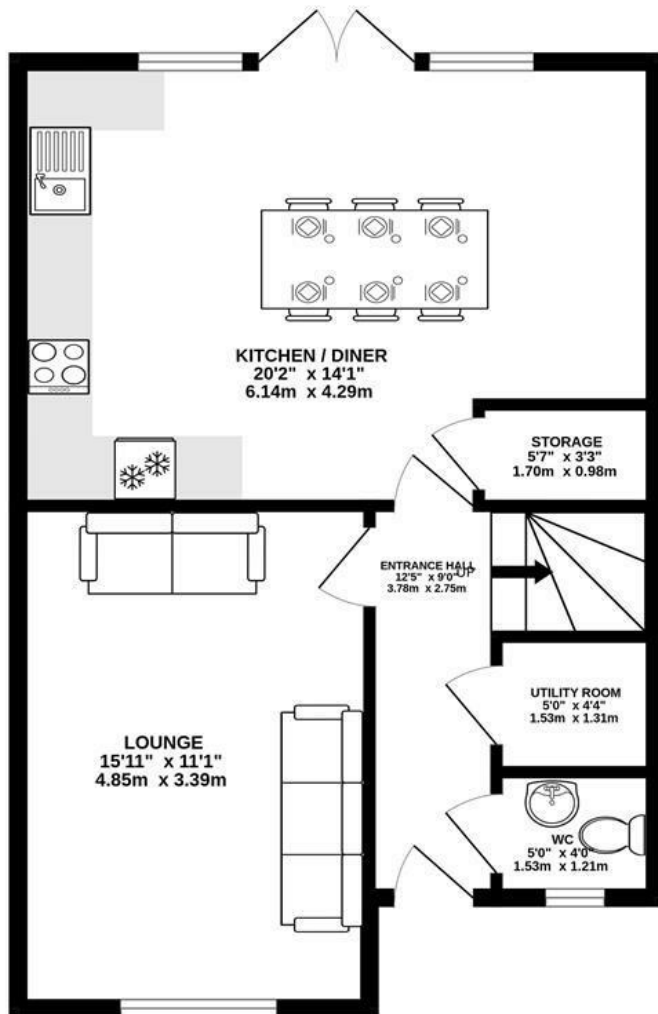 KITCHEN / DINER
20'2" x 14'1"
6.14m x 4.29m
STORAGE
5'7" x 3'3"
1.70m x 0.98m
ENTRANCE HALL
12'5" x 9'0"
3.78m x 2.75m
UP
UTILITY ROOM
5'0" x 4'4"
1.53m x 1.31m
LOUNGE
15'11" x 11'1"
4.85m x 3.39m
WC
5'0" x 4'0"
1.53m x 1.21m